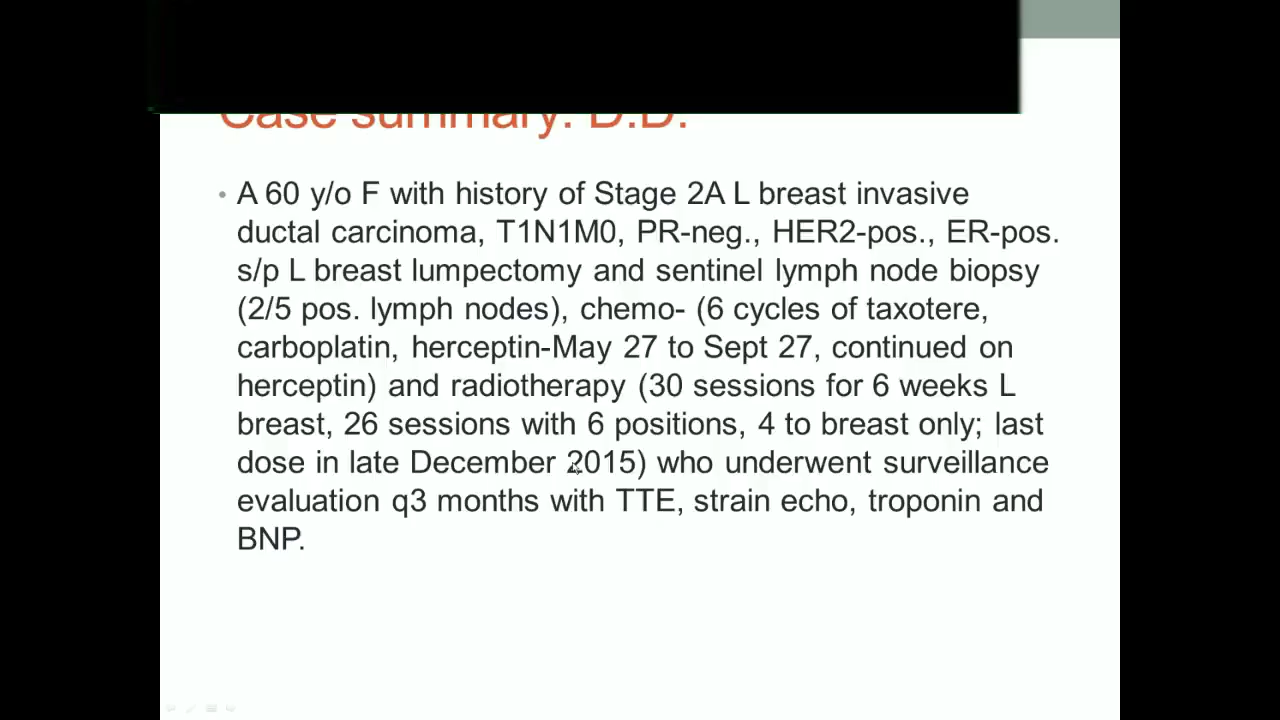 Case summary: D.D.
• A 60 y/o F with history of Stage 2A L breast invasive
ductal carcinoma, T1N1M0, PR-neg., HER2-pos., ER-pos.
s/p L breast lumpectomy and sentinel lymph node biopsy
(2/5 pos. lymph nodes), chemo- (6 cycles of taxotere,
carboplatin, herceptin-May 27 to Sept 27, continued on
herceptin) and radiotherapy (30 sessions for 6 weeks L
breast, 26 sessions with 6 positions, 4 to breast only; last
dose in late December 2015) who underwent surveillance
evaluation q3 months with TTE, strain echo, troponin and
BNP.